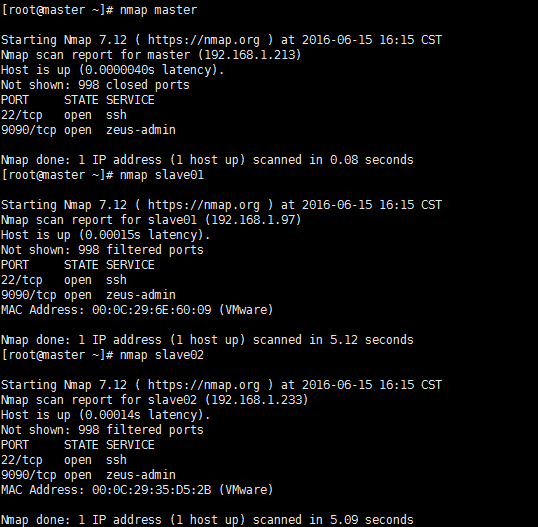 [root@master ~]# nmap master
Starting Nmap 7.12 ( https://nmap.org ) at 2016-06-15 16:15 CST
Nmap scan report for master (192.168.1.213)
Host is up (0.0000040s latency).
Not shown: 998 closed ports
PORT     STATE SERVICE
22/tcp   open  ssh
9090/tcp open  zeus-admin
Nmap done: 1 IP address (1 host up) scanned in 0.08 seconds
[root@master ~]# nmap slave01
Starting Nmap 7.12 ( https://nmap.org ) at 2016-06-15 16:15 CST
Nmap scan report for slave01 (192.168.1.97)
Host is up (0.00015s latency).
Not shown: 998 filtered ports
PORT     STATE SERVICE
22/tcp   open  ssh
9090/tcp open  zeus-admin
MAC Address: 00:0C:29:6E:60:09 (VMware)
Nmap done: 1 IP address (1 host up) scanned in 5.12 seconds
[root@master ~]# nmap slave02
Starting Nmap 7.12 ( https://nmap.org ) at 2016-06-15 16:15 CST
Nmap scan report for slave02 (192.168.1.233)
Host is up (0.00014s latency).
Not shown: 998 filtered ports
PORT     STATE SERVICE
22/tcp   open  ssh
9090/tcp open  zeus-admin
MAC Address: 00:0C:29:35:D5:2B (VMware)
Nmap done: 1 IP address (1 host up) scanned in 5.09 seconds